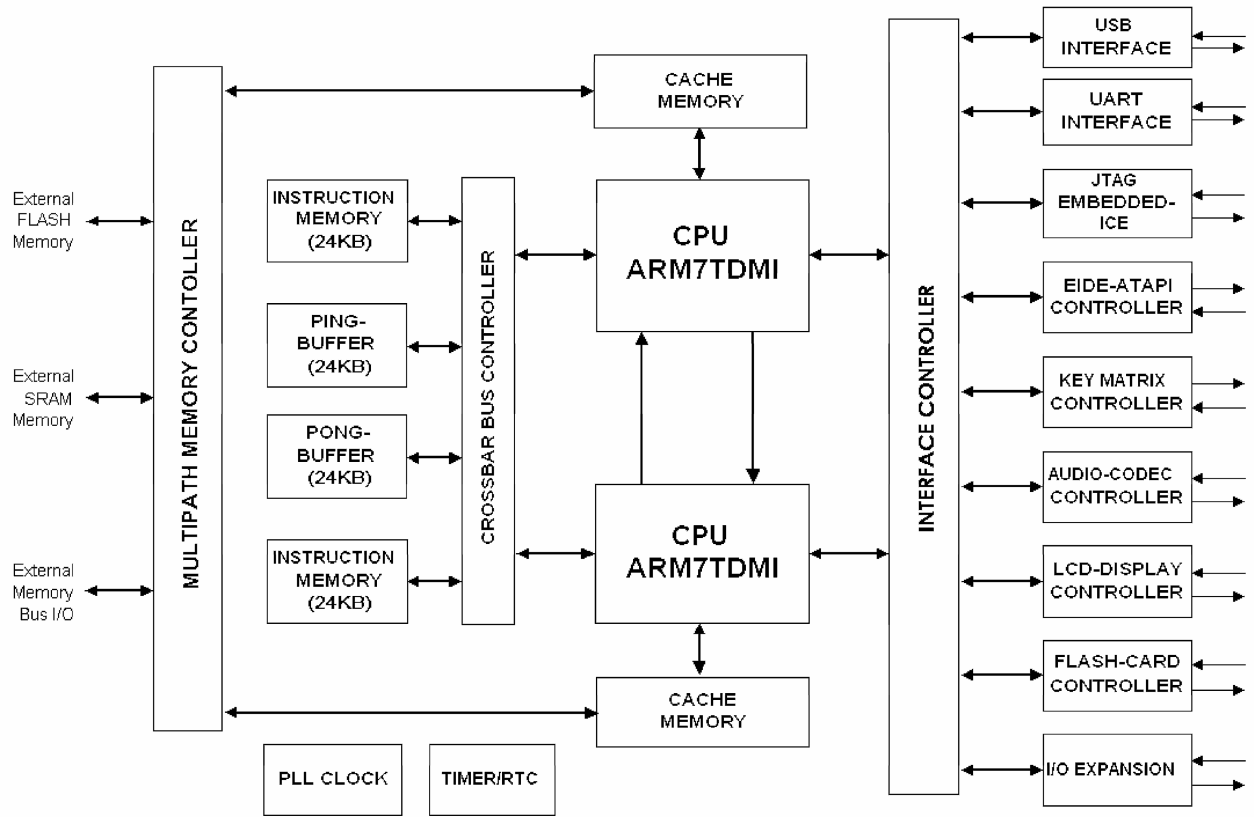 External
FLASH
Memory
External
SRAM
Memory
External
Memory
Bus I/O
MULTIPATH MEMORY CONTOLLER
INSTRUCTION
MEMORY
(24KB)
PING-
BUFFER
(24KB)
PONG-
BUFFER
(24KB)
INSTRUCTION
MEMORY
(24KB)
CROSSBAR BUS CONTROLLER
CACHE
MEMORY
CPU
ARM7TDMI
CPU
ARM7TDMI
CACHE
MEMORY
PLL CLOCK
TIMER/RTC
INTERFACE CONTROLLER
USB
INTERFACE
UART
INTERFACE
JTAG
EMBEDDED-
ICE
EIDE-ATAPI
CONTROLLER
KEY MATRIX
CONTROLLER
AUDIO-CODEC
CONTROLLER
LCD-DISPLAY
CONTROLLER
FLASH-CARD
CONTROLLER
I/O EXPANSION